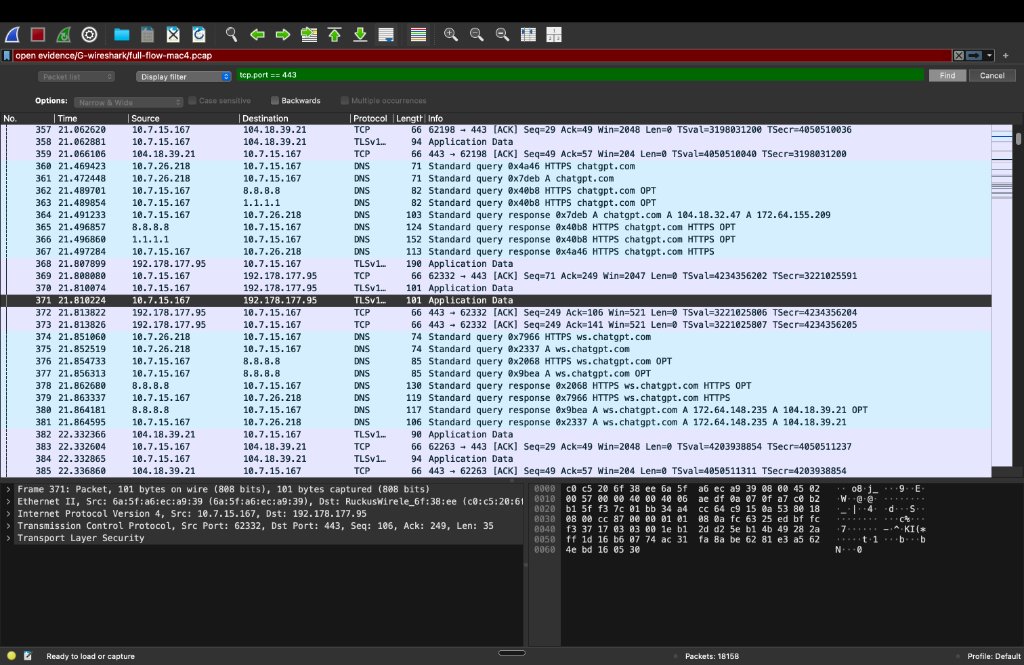 open evidence/G-wireshark/full-flow-mac4.pcap
Packet list Display filter tcp.port == 443 Find Cancel
Options: Narrow & Wide Case sensitive Backwards Multiple occurrences
No. Time Source Destination Protocol Length Info
357 21.062620 10.7.15.167 104.18.39.21 TCP 66 62198 → 443 [ACK] Seq=29 Ack=49 Win=2048 Len=0 TSval=3198031200 TSecr=4050510036
358 21.062881 10.7.15.167 104.18.39.21 TLSv1… 94 Application Data
359 21.066106 104.18.39.21 10.7.15.167 TCP 66 443 → 62198 [ACK] Seq=49 Ack=57 Win=204 Len=0 TSval=4050510040 TSecr=3198031200
360 21.469423 10.7.26.218 10.7.15.167 DNS 71 Standard query 0x4a46 HTTPS chatgpt.com
361 21.472448 10.7.26.218 10.7.15.167 DNS 71 Standard query 0x7deb A chatgpt.com
362 21.489701 10.7.15.167 8.8.8.8 DNS 82 Standard query 0x40b8 HTTPS chatgpt.com OPT
363 21.489854 10.7.15.167 1.1.1.1 DNS 82 Standard query 0x40b8 HTTPS chatgpt.com OPT
364 21.491233 10.7.15.167 10.7.26.218 DNS 103 Standard query response 0x7deb A chatgpt.com A 104.18.32.47 A 172.64.155.209
365 21.496857 8.8.8.8 10.7.15.167 DNS 124 Standard query response 0x40b8 HTTPS chatgpt.com HTTPS OPT
366 21.496860 1.1.1.1 10.7.15.167 DNS 152 Standard query response 0x40b8 HTTPS chatgpt.com HTTPS OPT
367 21.497284 10.7.15.167 10.7.26.218 DNS 113 Standard query response 0x4a46 HTTPS chatgpt.com HTTPS
368 21.807899 192.178.177.95 10.7.15.167 TLSv1… 190 Application Data
369 21.808080 10.7.15.167 192.178.177.95 TCP 66 62332 → 443 [ACK] Seq=71 Ack=249 Win=2047 Len=0 TSval=4234356202 TSecr=3221025591
370 21.810074 10.7.15.167 192.178.177.95 TLSv1… 101 Application Data
371 21.810224 10.7.15.167 192.178.177.95 TLSv1… 101 Application Data
372 21.813822 192.178.177.95 10.7.15.167 TCP 66 443 → 62332 [ACK] Seq=249 Ack=106 Win=521 Len=0 TSval=3221025806 TSecr=4234356204
373 21.813826 192.178.177.95 10.7.15.167 TCP 66 443 → 62332 [ACK] Seq=249 Ack=141 Win=521 Len=0 TSval=3221025807 TSecr=4234356205
374 21.851060 10.7.26.218 10.7.15.167 DNS 74 Standard query 0x7966 HTTPS ws.chatgpt.com
375 21.852519 10.7.26.218 10.7.15.167 DNS 74 Standard query 0x2337 A ws.chatgpt.com
376 21.854733 10.7.15.167 8.8.8.8 DNS 85 Standard query 0x2068 HTTPS ws.chatgpt.com OPT
377 21.856313 10.7.15.167 8.8.8.8 DNS 85 Standard query 0x9bea A ws.chatgpt.com OPT
378 21.862680 8.8.8.8 10.7.15.167 DNS 130 Standard query response 0x2068 HTTPS ws.chatgpt.com HTTPS OPT
379 21.863337 10.7.15.167 10.7.26.218 DNS 119 Standard query response 0x7966 HTTPS ws.chatgpt.com HTTPS
380 21.864181 8.8.8.8 10.7.15.167 DNS 117 Standard query response 0x9bea A ws.chatgpt.com A 172.64.148.235 A 104.18.39.21 OPT
381 21.864595 10.7.15.167 10.7.26.218 DNS 106 Standard query response 0x2337 A ws.chatgpt.com A 172.64.148.235 A 104.18.39.21
382 22.332366 104.18.39.21 10.7.15.167 TLSv1… 90 Application Data
383 22.332604 10.7.15.167 104.18.39.21 TCP 66 62263 → 443 [ACK] Seq=29 Ack=49 Win=2048 Len=0 TSval=4203938854 TSecr=4050511237
384 22.332865 10.7.15.167 104.18.39.21 TLSv1… 94 Application Data
385 22.336860 104.18.39.21 10.7.15.167 TCP 66 443 → 62263 [ACK] Seq=49 Ack=57 Win=204 Len=0 TSval=4050511311 TSecr=4203938854
Frame 371: Packet, 101 bytes on wire (808 bits), 101 bytes captured (808 bits)
Ethernet II, Src: 6a:5f:a6:ec:a9:39 (6a:5f:a6:ec:a9:39), Dst: RuckusWirele_6f:38:ee (c0:c5:20:6f
Internet Protocol Version 4, Src: 10.7.15.167, Dst: 192.178.177.95
Transmission Control Protocol, Src Port: 62332, Dst Port: 443, Seq: 106, Ack: 249, Len: 35
Transport Layer Security
0000 c0 c5 20 6f 38 ee 6a 5f a6 ec a9 39 08 00 45 02 ·· o8·j_ ···9··E·
0010 00 57 00 00 40 00 40 06 ae df 0a 07 0f a7 c0 b2 ·W··@·@· ········
0020 b1 5f f3 7c 01 bb 34 a4 cc 64 c9 15 0a 53 80 18 ·_·|··4· ·d···S··
0030 08 00 cc 87 00 00 01 01 08 0a fc 63 25 ed bf fc ········ ···c%···
0040 f3 37 17 03 03 00 1e b1 2d d2 5e b1 4b 49 28 2a ·7······ -·^·KI(*
0050 ff 1d 16 b6 07 74 ac 31 fa 8a be 62 81 e3 a5 62 ·····t·1 ···b···b
0060 4e bd 16 05 30 N···0
Ready to load or capture Packets: 18158 Profile: Default